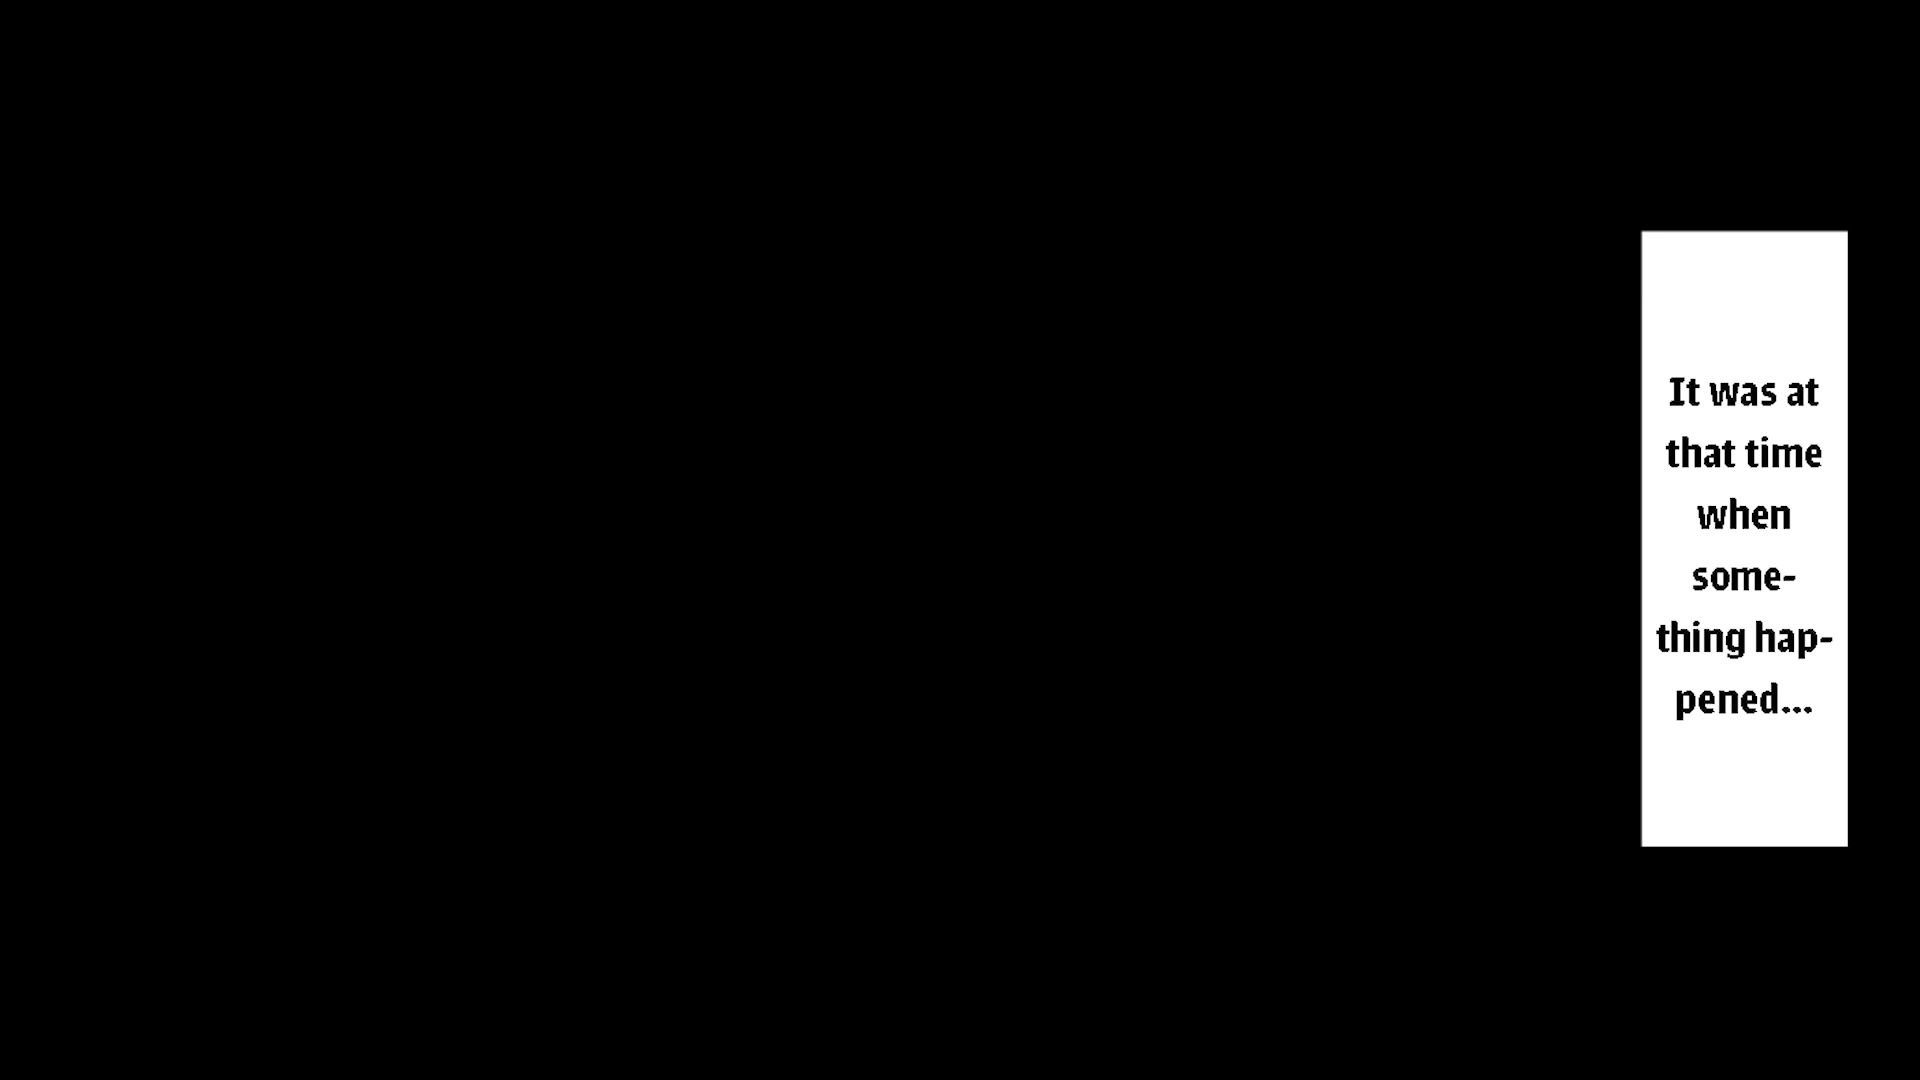 It was at
that time
when
some-
thing hap-
pened...